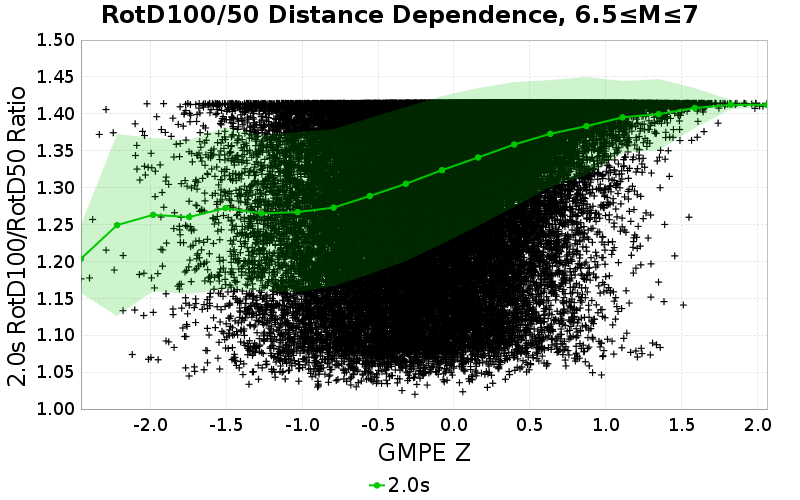 RotD100/50 Distance Dependence, 6.5≤M≤7
2.0s RotD100/RotD50 Ratio
1.50
1.45
1.40
1.35
1.30
1.25
1.20
1.15
1.10
1.05
1.00
-2.0 -1.5 -1.0 -0.5 0.0 0.5 1.0 1.5 2.0
GMPE Z
2.0s